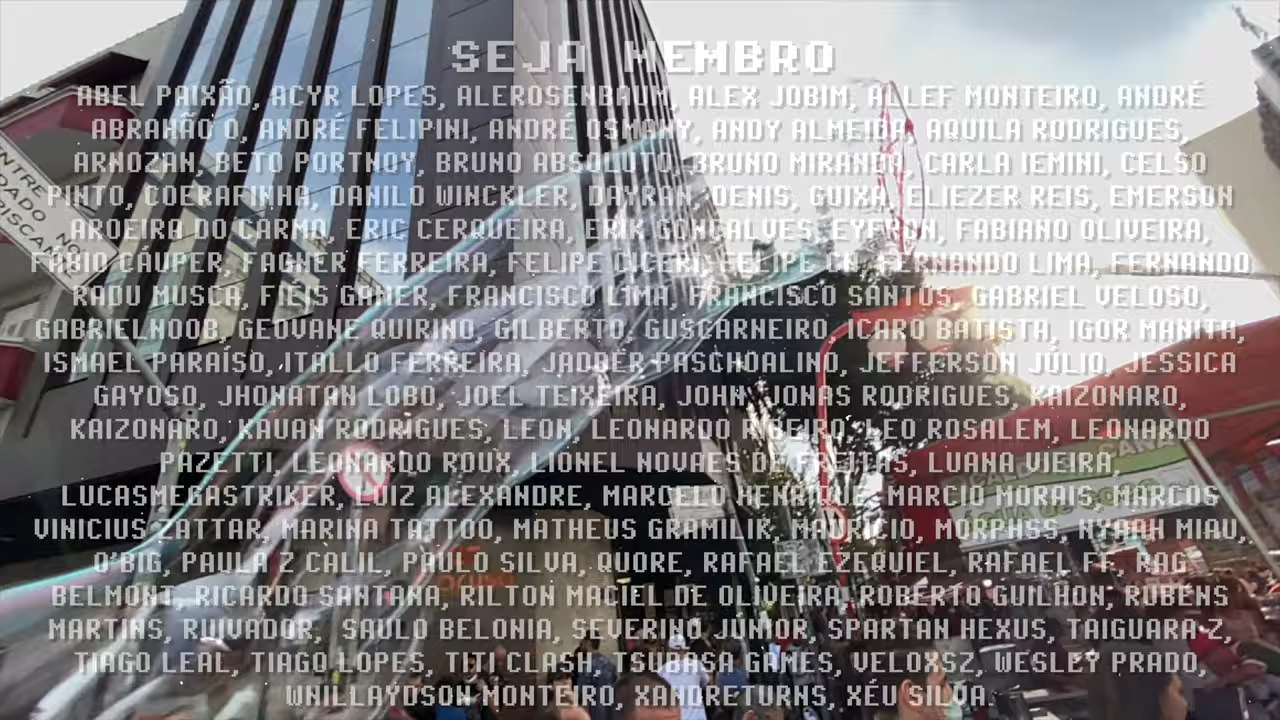 SEJA MEMBRO
ABEL PAIXÃO, ACYR LOPES, ALEROSENBAUM, ALEX JOBIM, ALLEF MONTEIRO, ANDRÉ
ABRAHÃO O, ANDRÉ FELIPINI, ANDRÉ OSMANY, ANDY ALMEIDA, AQUILA RODRIGUES,
ARNOZAN, BETO PORTNOY, BRUNO ABSOLUTO, BRUNO MIRANDA, CARLA IEMINI, CELSO
PINTO, COERAFINHA, DANILO WINCKLER, DAYRAN, DENIS, GUIXA, ELIEZER REIS, EMERSON
AROEIRA DO CARMO, ERIC CERQUEIRA, ERIK GONÇALVES, EYFRON, FABIANO OLIVEIRA,
FÁBIO CÁUPER, FAGNER FERREIRA, FELIPE CICERI, FELIPE FERNANDO LIMA, FERNANDO
RADU MUSCA, FILIS GAMER, FRANCISCO LIMA, FRANCISCO SANTOS, GABRIEL VELOSO,
GABRIELNOOB, GEOVANE QUIRINO, GILBERTO, GUSCARNEIRO, ICARO BATISTA, IGOR MANITA,
ISMAEL PARAÍSO, ITALLO FERREIRA, JADDER PASCHOALINO, JEFFERSON JÚLIO, JESSICA
GAYOSO, JHONATAN LOBO, JOEL TEIXEIRA, JOHN, JONAS RODRIGUES, KAIZONARO,
KAIZONARO, KAUAN RODRIGUES, LEON, LEONARDO RIBEIRO, LEO ROSALEM, LEONARDO
PAZETTI, LEONARDO ROUX, LIONEL NOVAES DE FREITAS, LUANA VIEIRA,
LUCASMEGASTRIKER, LUIZ ALEXANDRE, MARCELO HENRIQUE, MARCIO MORAIS, MARCOS
VINICIUS ZATTAR, MARINA TATTOO, MATHEUS GRAMILIK, MAURICIO, MORPHSS, NYAAH MIAU,
O'BIG, PAULA Z CALIL, PAULO SILVA, QUORE, RAFAEL EZEQUIEL, RAFAEL FF, RAG
BELMONT, RICARDO SANTANA, RILTON MACIEL DE OLIVEIRA, ROBERTO GUILHON, RUBENS
MARTINS, RUIVADOR, SAULO BELONIA, SEVERINO JUNIOR, SPARTAN HEXUS, TAIGUARA Z,
TIAGO LEAL, TIAGO LOPES, TITI CLASH, TSUBASA GAMES, VELOXSZ, WESLEY PRADO,
WHILLAYDSON MONTEIRO, XANDRETURNS, XÉU SILVA.